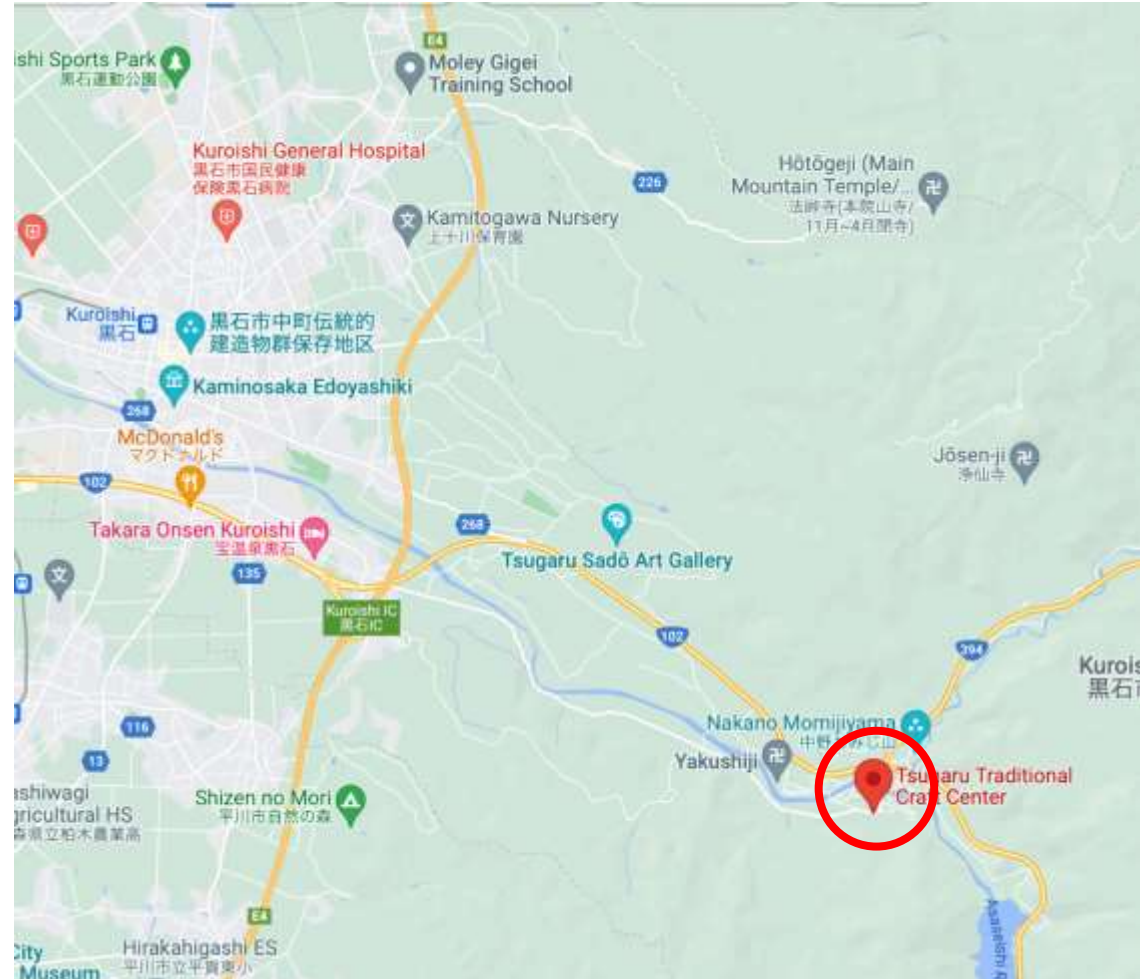 E4
ishi Sports Park
黒石運動公園
Moley Gigei
Training School
Kuroishi General Hospital
黒石市国民健康
保険黒石病院
226
Hōtōgeji (Main
Mountain Temple/...
法峠寺(本院山寺/
11月~4月閉寺)
Kamitogawa Nursery
上十川保育園
Kuroishi
黒石
黒石市中町伝統的
建造物群保存地区
Kaminosaka Edoyashiki
268
McDonald's
マクドナルド
102
Jōsen-ji
浄仙寺
Takara Onsen Kuroishi
宝温泉黒石
268
Tsugaru Sadō Art Gallery
135
Kuroishi IC
黒石IC
102
394
Kurois
黒石市
116
Nakano Momijiyama
中野もみじ山
Yakushiji
13
Tsugaru Traditional
Craft Center
ashiwagi
gricultural HS
森県立柏木農業高
Shizen no Mori
平川市自然の森
E4
Asaseishi R
City
Museum
Hirakahigashi ES
平川市立平賀東小